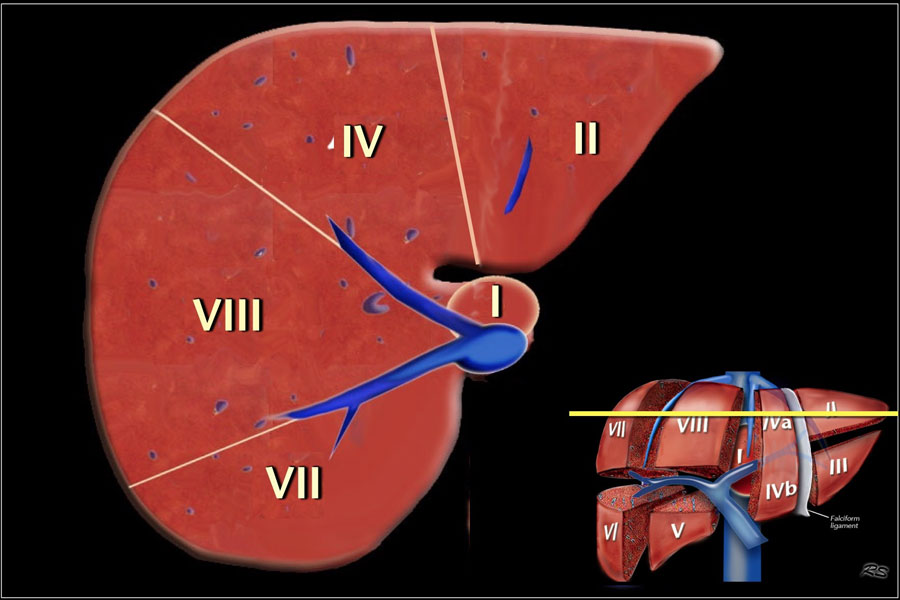 IV
II
I
VIII
VII
VII
VIII
IVa
II
I
III
IVb
VI
V
Falciform
ligament
RS